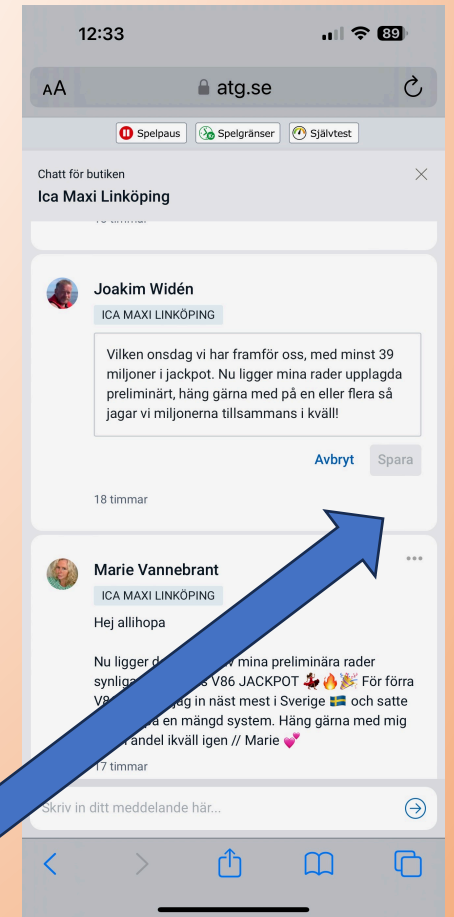 12:33
89
AA
atg.se
Spelpaus
Spelgränser
Självtest
Chatt för butiken
Ica Maxi Linköping
Joakim Widén
ICA MAXI LINKÖPING
Vilken onsdag vi har framför oss, med minst 39
miljoner i jackpot. Nu ligger mina rader upplagda
preliminärt, häng gärna med på en eller flera så
jagar vi miljonerna tillsammans i kväll!
Avbryt
Spara
18 timmar
Marie Vannebrant
ICA MAXI LINKÖPING
Hej allihopa
Nu ligger mina preliminära rader
V86 JACKPOT 💃🔥🎉 För förra
in näst mest i Sverige 🇸🇪 och satte
en mängd system. Häng gärna med mig
andel ikväll igen // Marie 💕
17 timmar
Skriv in ditt meddelande här...